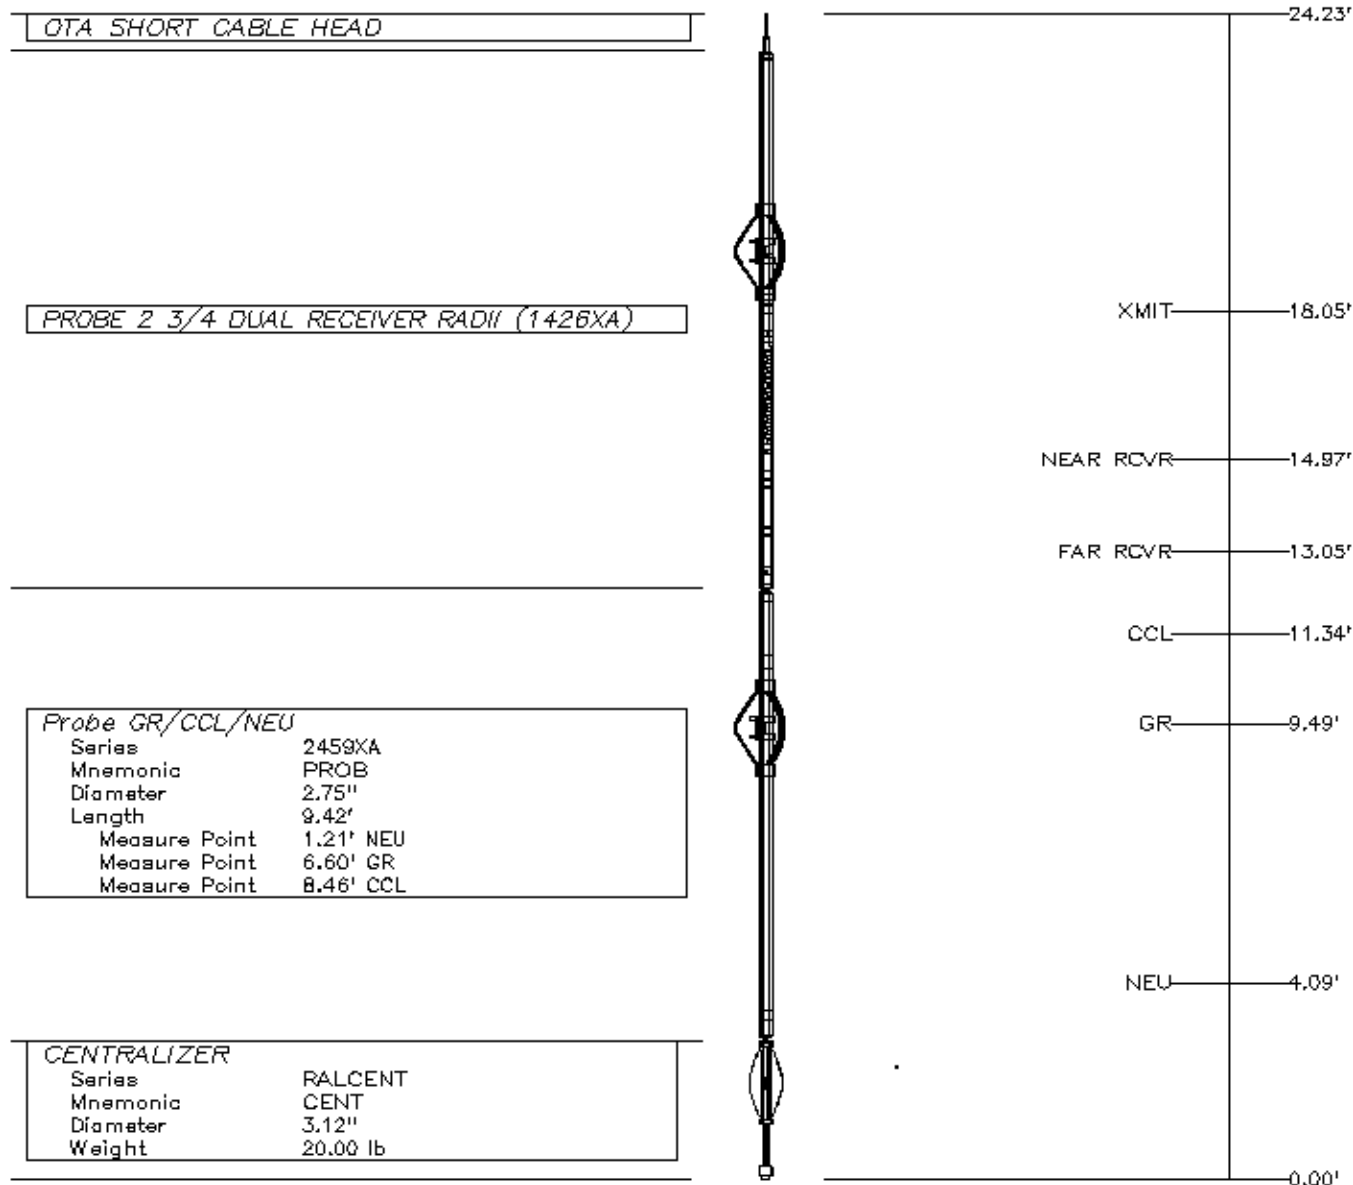 OTA SHORT CABLE HEAD
24.23'
PROBE 2 3/4 DUAL RECEIVER RADII (1426XA)
XMIT 18.05'
NEAR RCVR 14.97'
FAR RCVR 13.05'
CCL 11.34'
GR 9.49'
Probe GR/CCL/NEU
Series 2459XA
Mnemonic PROB
Diameter 2.75"
Length 9.42'
Measure Point 1.21' NEU
Measure Point 6.60' GR
Measure Point 8.46' CCL
NEU 4.09'
CENTRALIZER
Series RALCENT
Mnemonic CENT
Diameter 3.12"
Weight 20.00 lb
0.00'